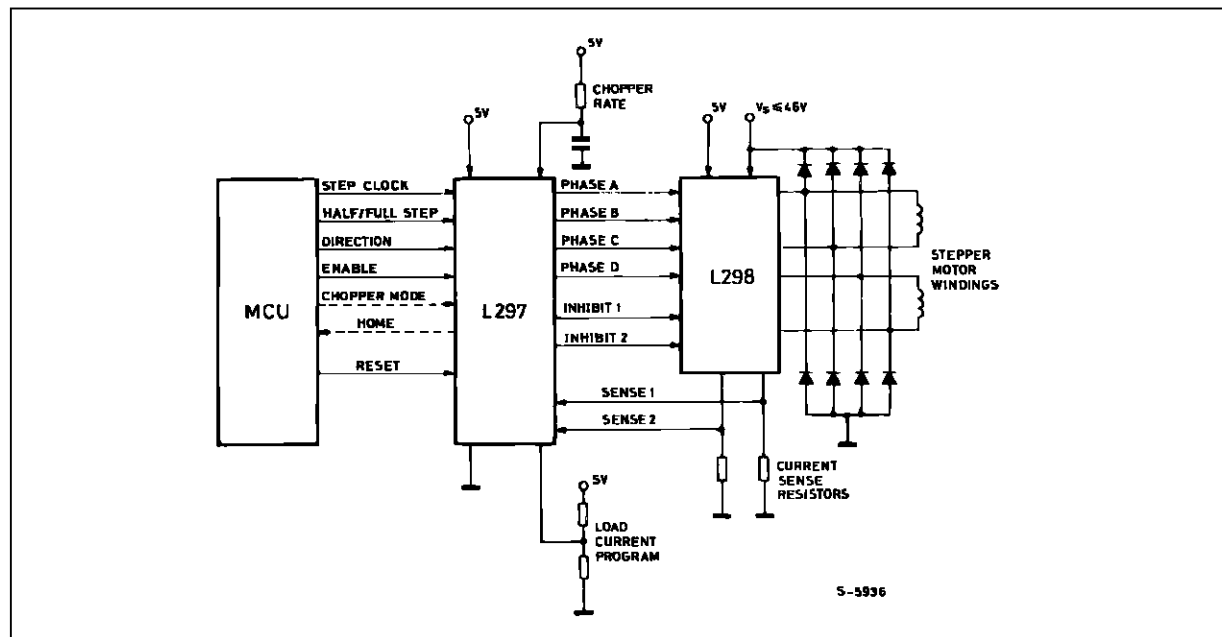 5V
CHOPPER
RATE
5V
5V
Vs≤46V
STEP CLOCK
HALF/FULL STEP
DIRECTION
ENABLE
CHOPPER MODE
HOME
RESET
MCU
L297
PHASE A
PHASE B
PHASE C
PHASE D
INHIBIT 1
INHIBIT 2
SENSE 1
SENSE 2
L298
STEPPER
MOTOR
WINDINGS
CURRENT
SENSE
RESISTORS
5V
LOAD
CURRENT
PROGRAM
S-5936